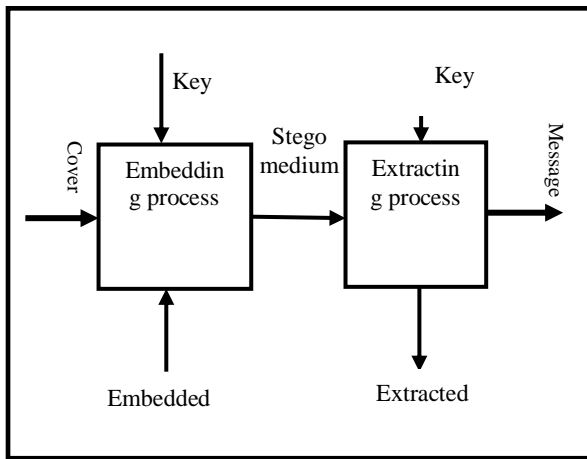 Key
Key
Cover
Embeddin
g process
Stego
medium
Extractin
g process
Message
Embedded
Extracted